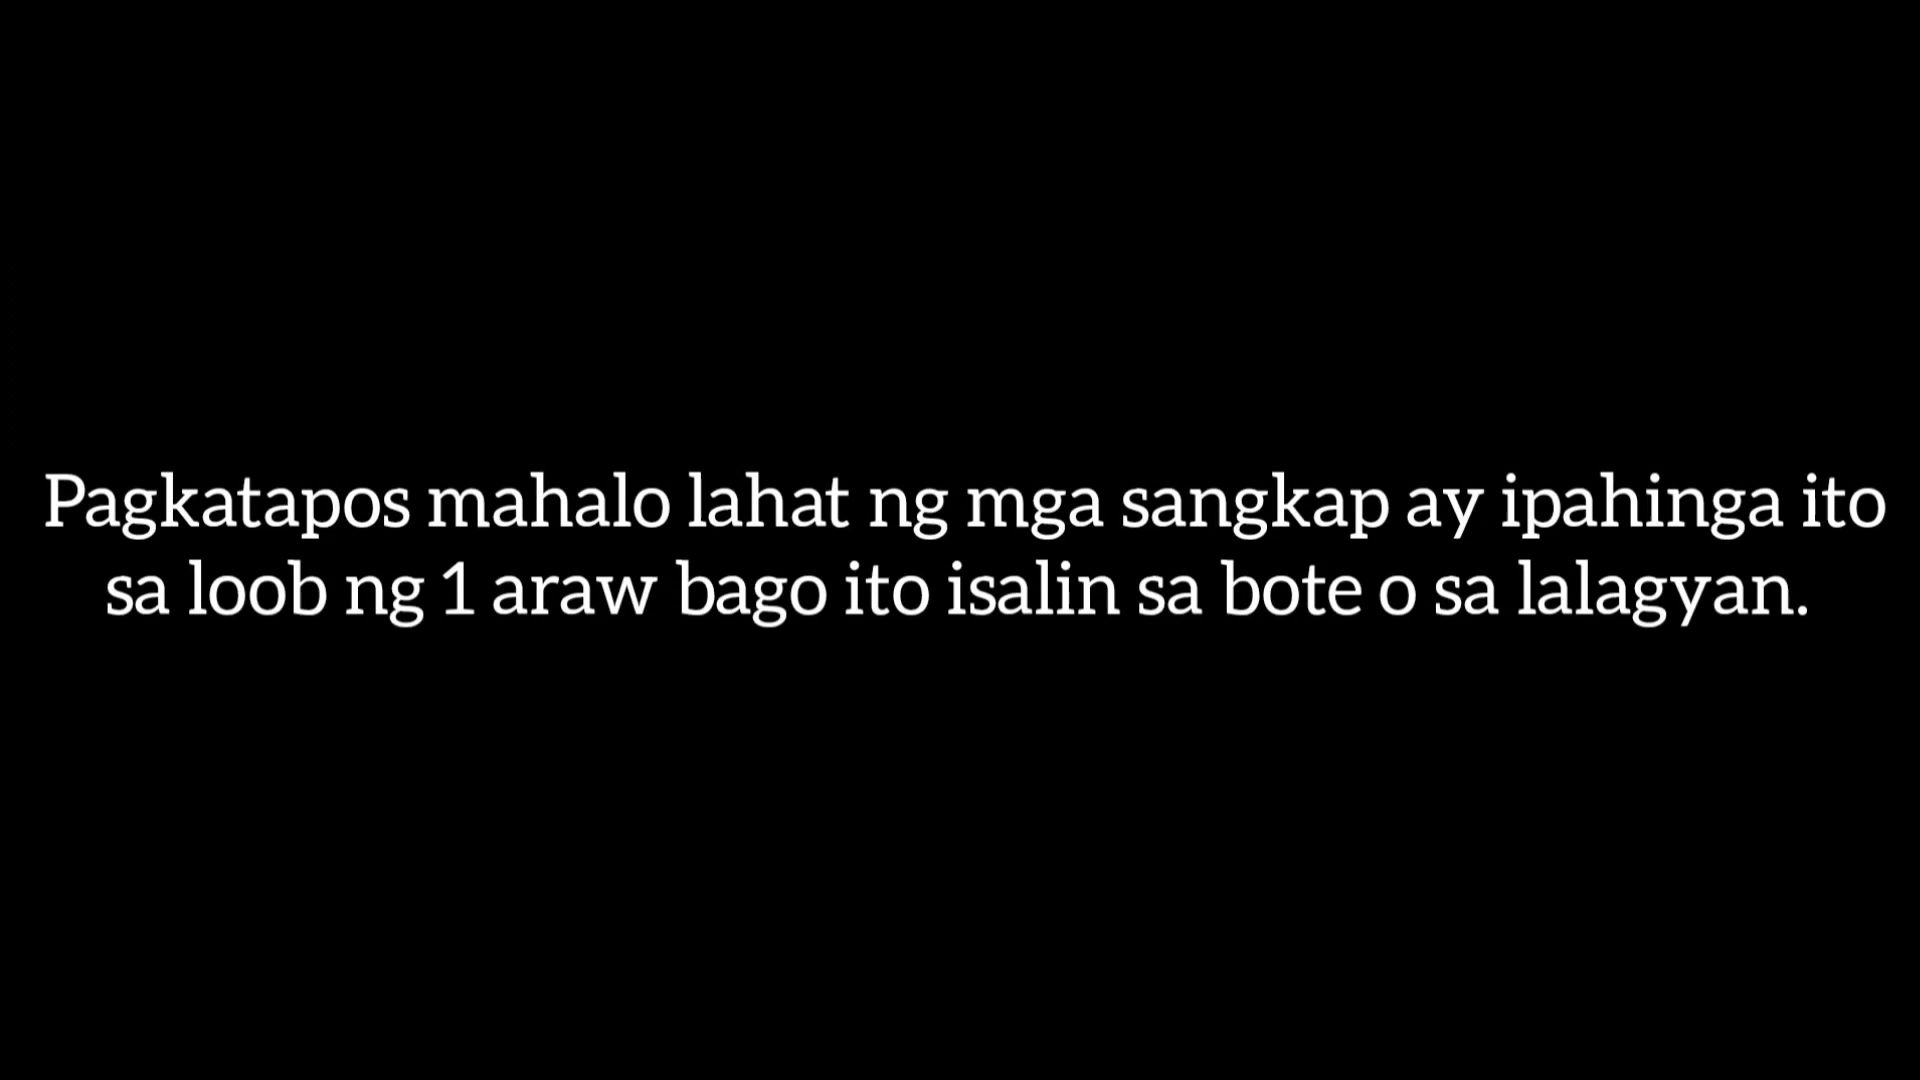 Pagkatapos mahalo lahat ng mga sangkap ay ipahinga ito
sa loob ng 1 araw bago ito isalin sa bote o sa lalagyan.